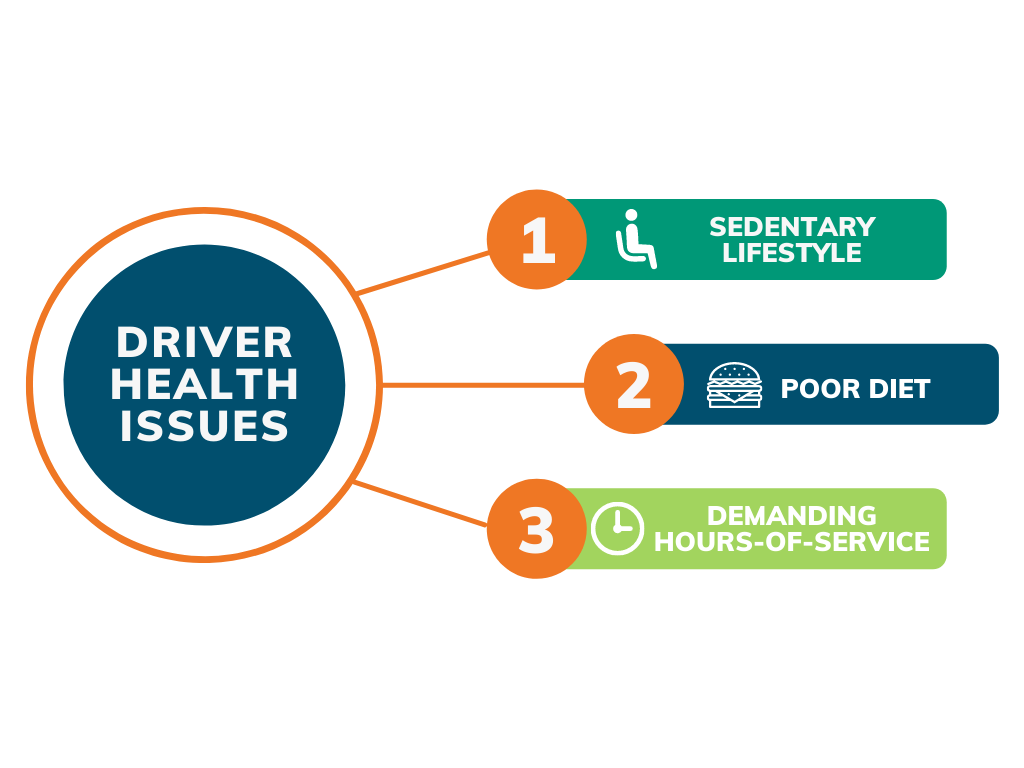 DRIVER
HEALTH
ISSUES
1
SEDENTARY
LIFESTYLE
2
POOR DIET
3
DEMANDING
HOURS-OF-SERVICE